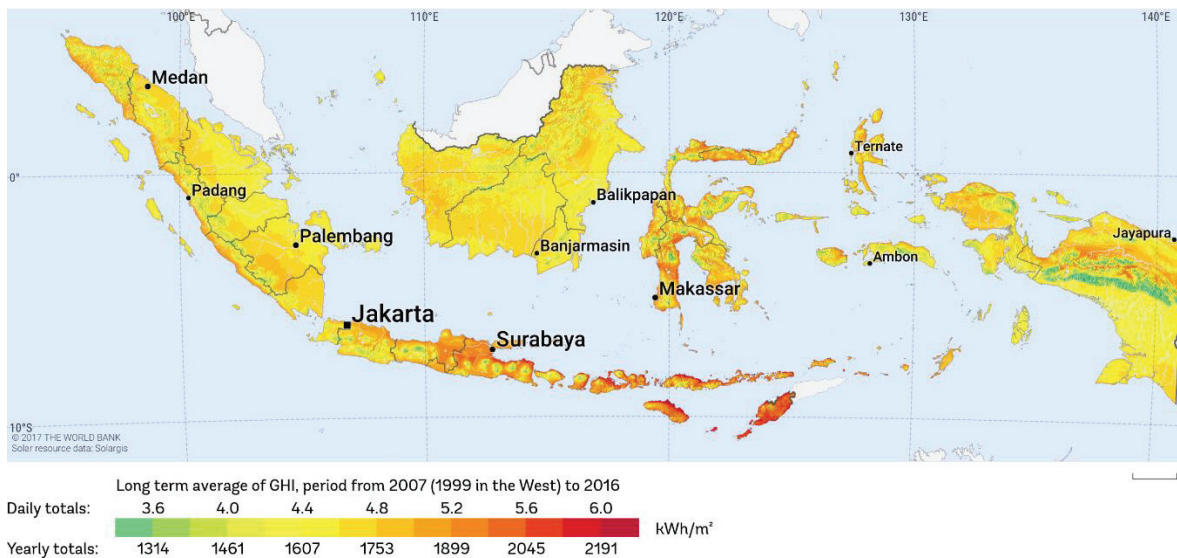 100°E 110°E 120°E 130°E 140°E
Medan
Ternate
0°
Padang
Balikpapan
Palembang
Jayapura
Banjarmasin
Ambon
Makassar
Jakarta
Surabaya
10°S
© 2017 THE WORLD BANK
Solar resource data: Solargis
Long term average of GHI, period from 2007 (1999 in the West) to 2016
Daily totals: 3.6 4.0 4.4 4.8 5.2 5.6 6.0
kWh/m²
Yearly totals: 1314 1461 1607 1753 1899 2045 2191